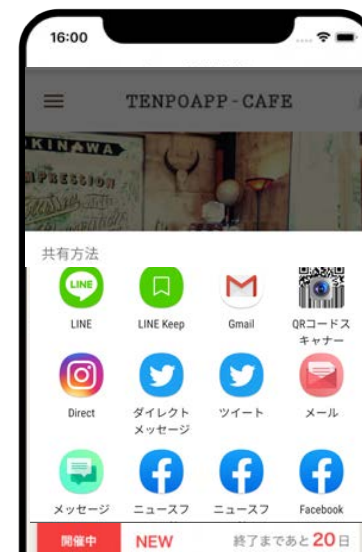 16:00
TENPOAPP-CAFE
KINAWA
IMPRESSION
共有方法
LINE
LINE
LINE Keep
Gmail
QRコードス
キャナー
Direct
ダイレクト
メッセージ
ツイート
メール
メッセージ
ニュースフ
ニュースフ
Facebook
開催中
NEW
終了まであと20日